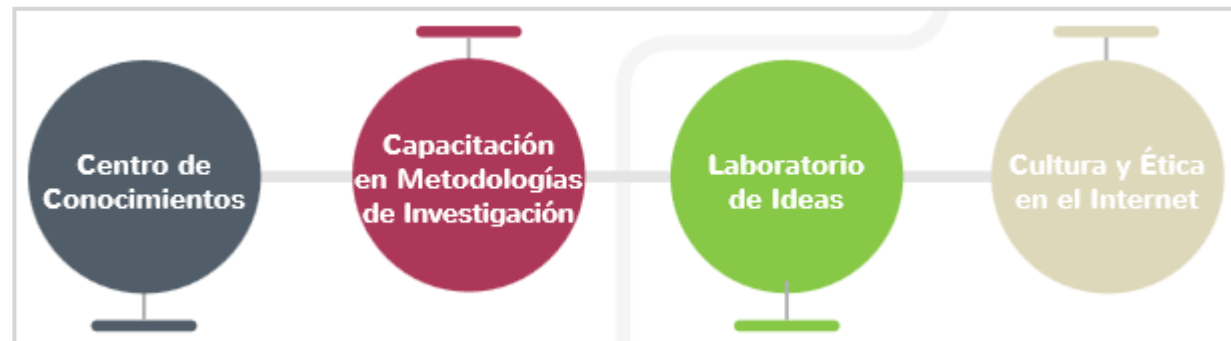 Centro de
Conocimientos
Capacitación
en Metodologías
de Investigación
Laboratorio
de Ideas
Cultura y Ética
en el Internet